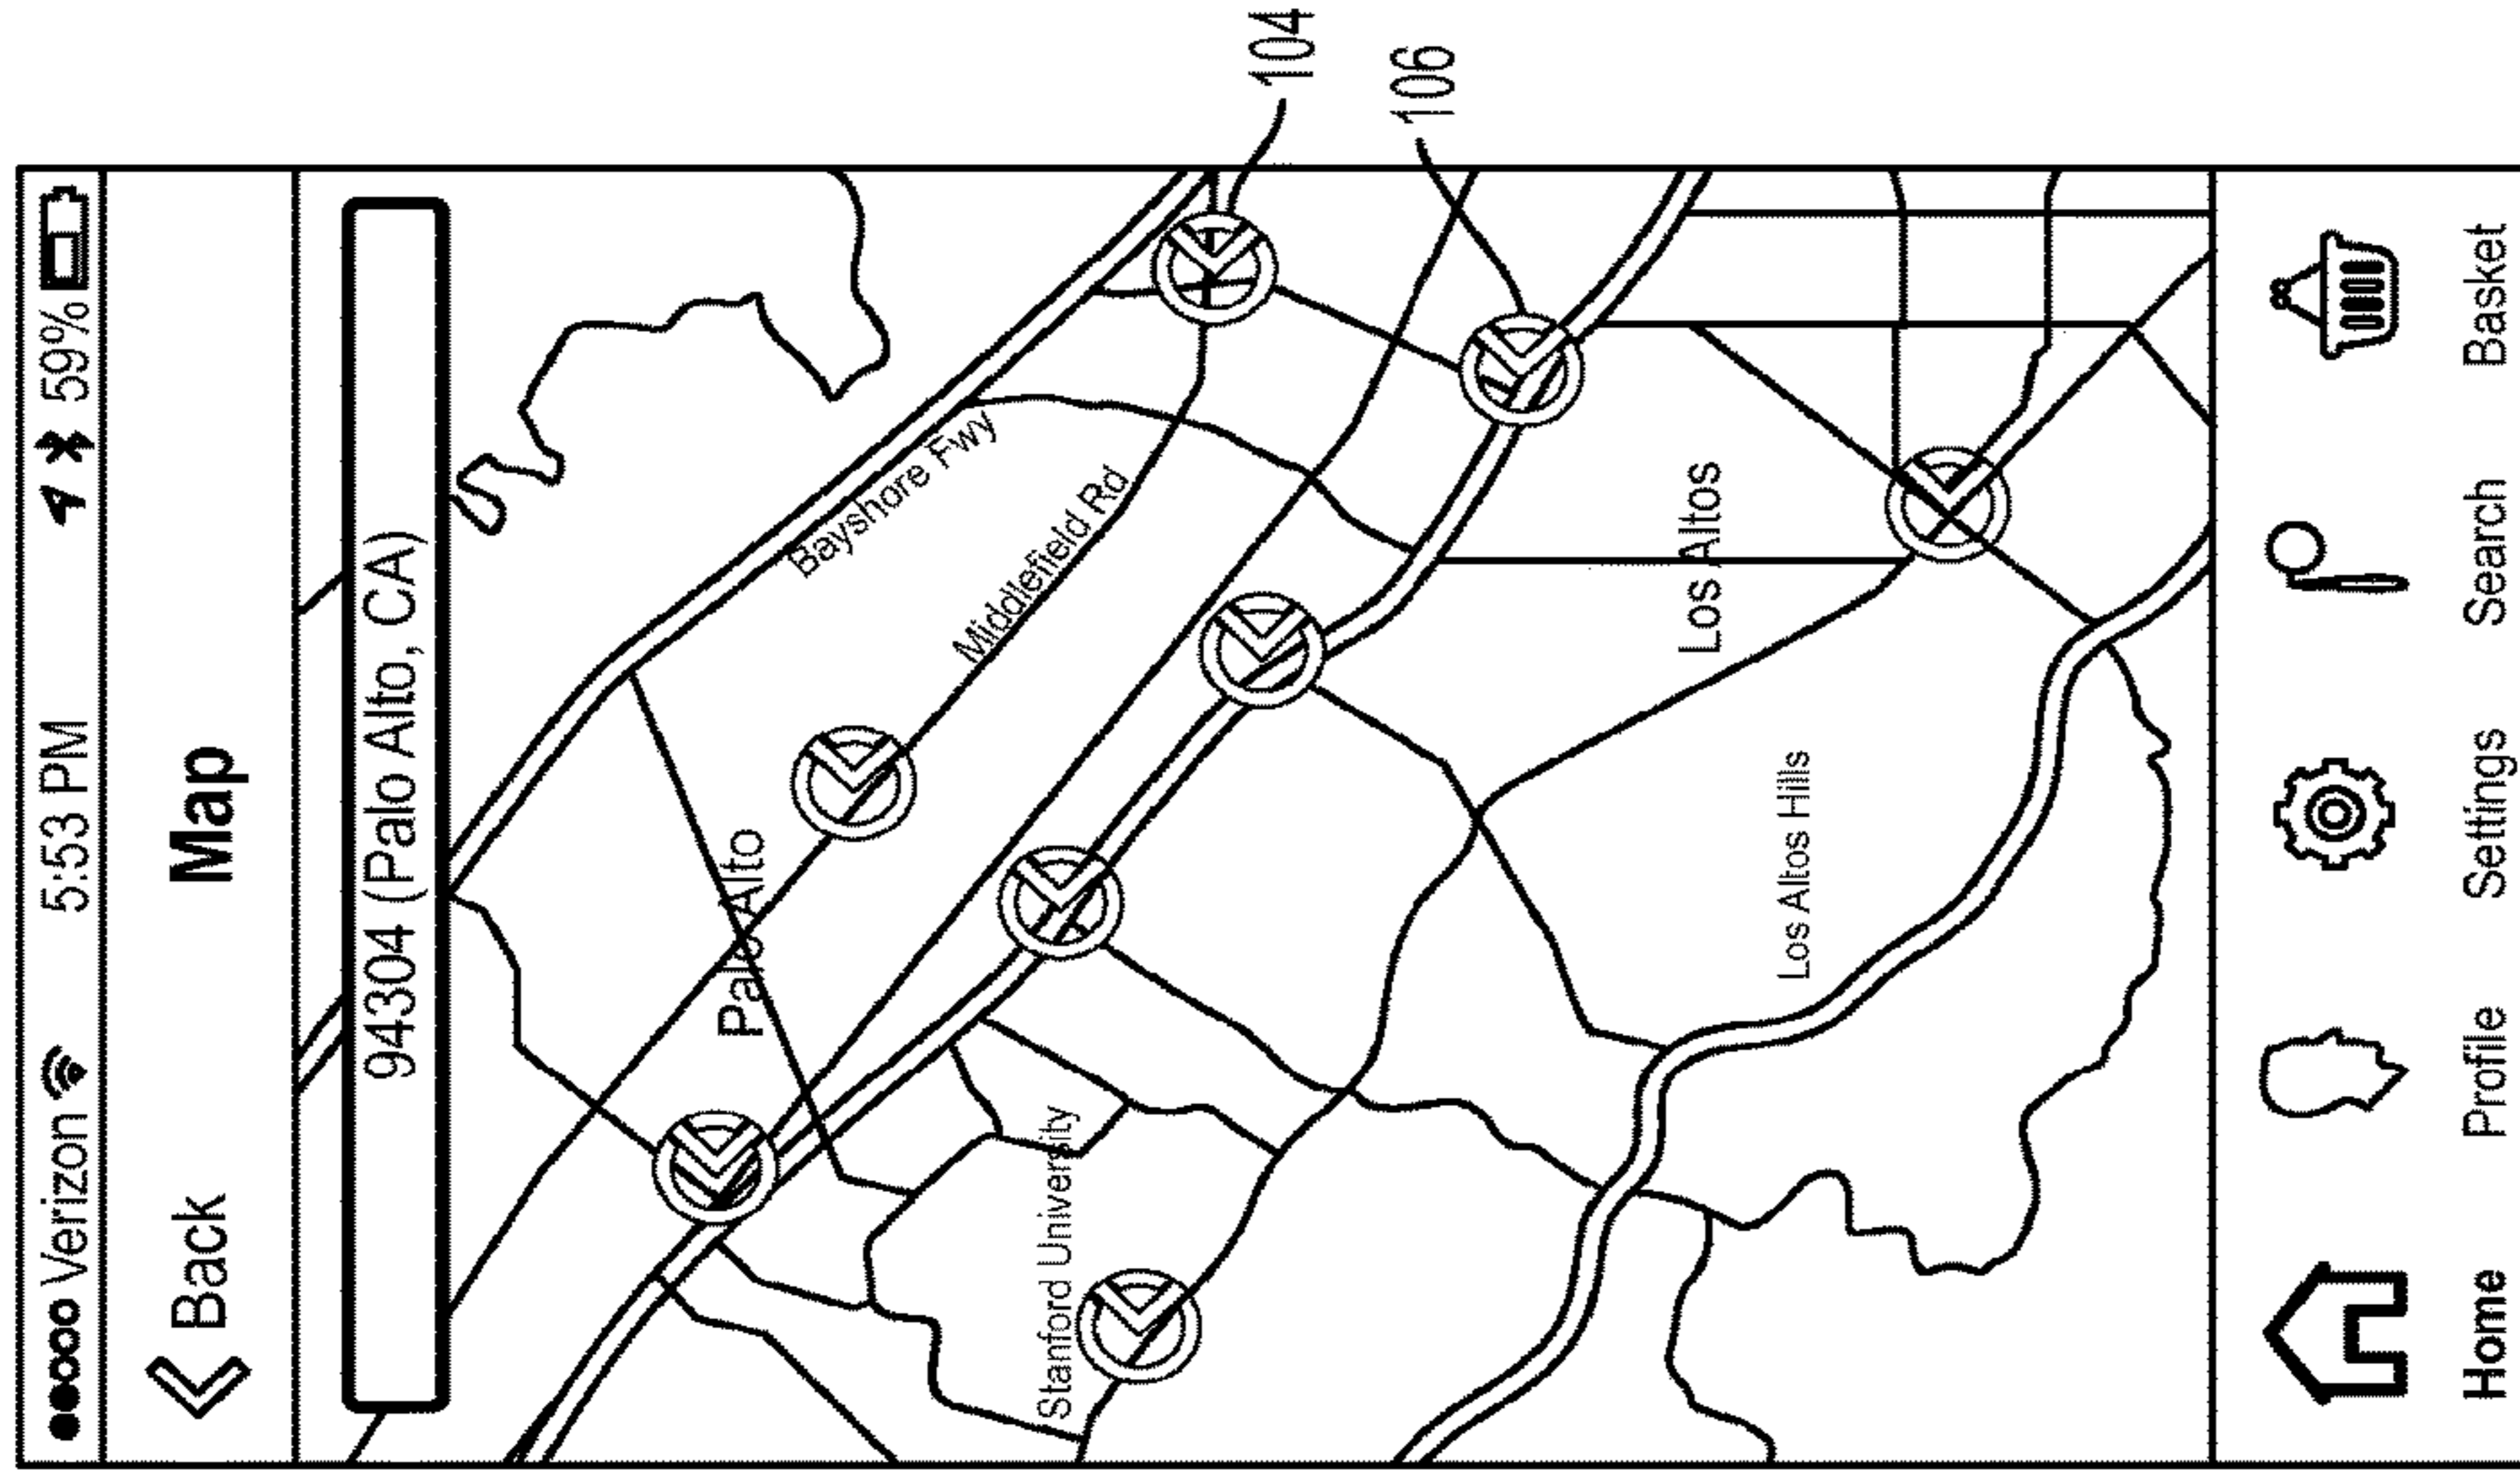 Verizon 5:53 PM 59%
Back Map
94304 (Palo Alto, CA)
Palo Alto
Bayshore Fwy
Middlefield Rd
104
Stanford University
106
Los Altos
Los Altos Hills
Home Profile Settings Search Basket